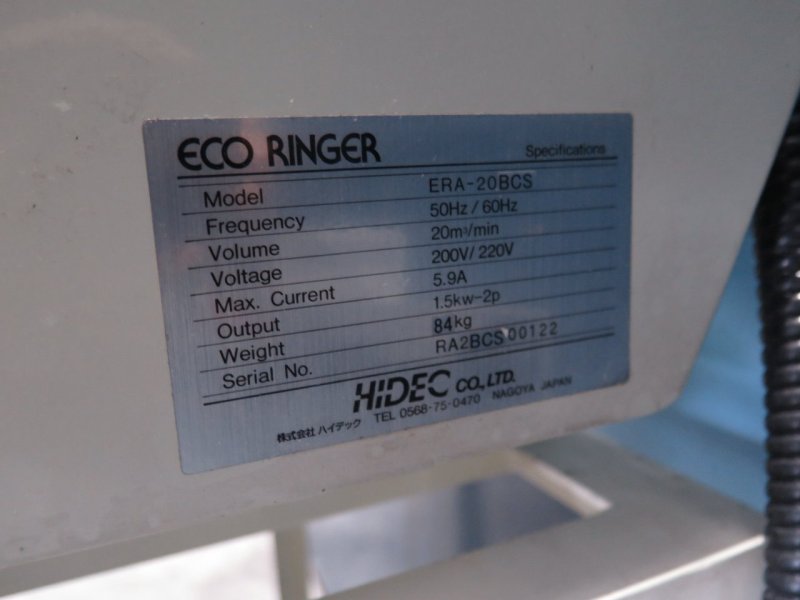 ECO RINGER Specifications
Model ERA-20BCS
Frequency 50Hz / 60Hz
Volume 20m³/min
Voltage 200V/ 220V
Max. Current 5.9A
Output 1.5kw-2p
Weight 84kg
Serial No. RA2BCS 00122
HIDEC CO.,LTD.
株式会社 ハイデック TEL 0568-75-0470 NAGOYA JAPAN